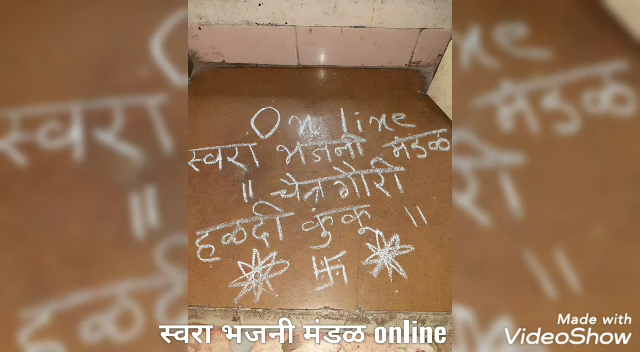 Online
स्वरा भजनी मंडळ
॥ चैत्रगौरी
हळदी कुंकू ॥
स्वरा भजनी मंडळ online
Made with
VideoShow